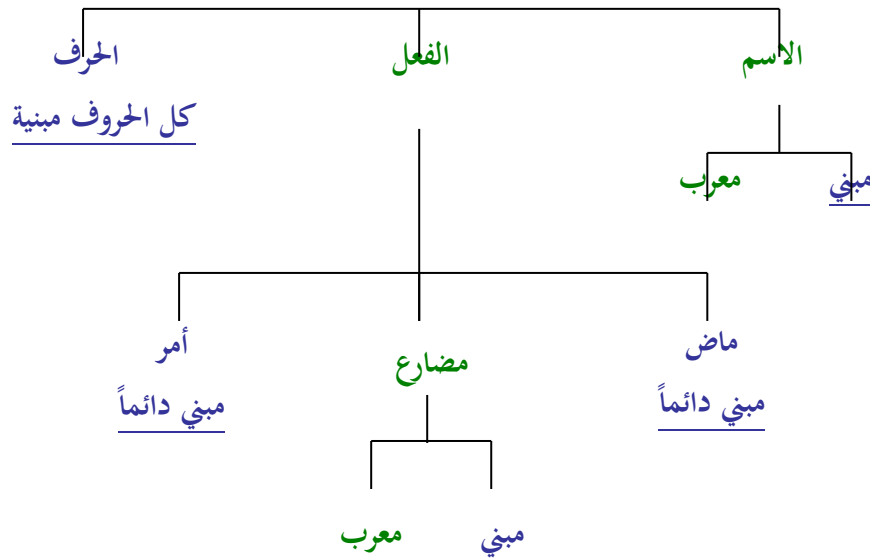 الاسم
الفعل
الحرف
كل الحروف مبنية
مبني
معرب
ماض
مبني دائماً
مضارع
أمر
مبني دائماً
مبني
معرب